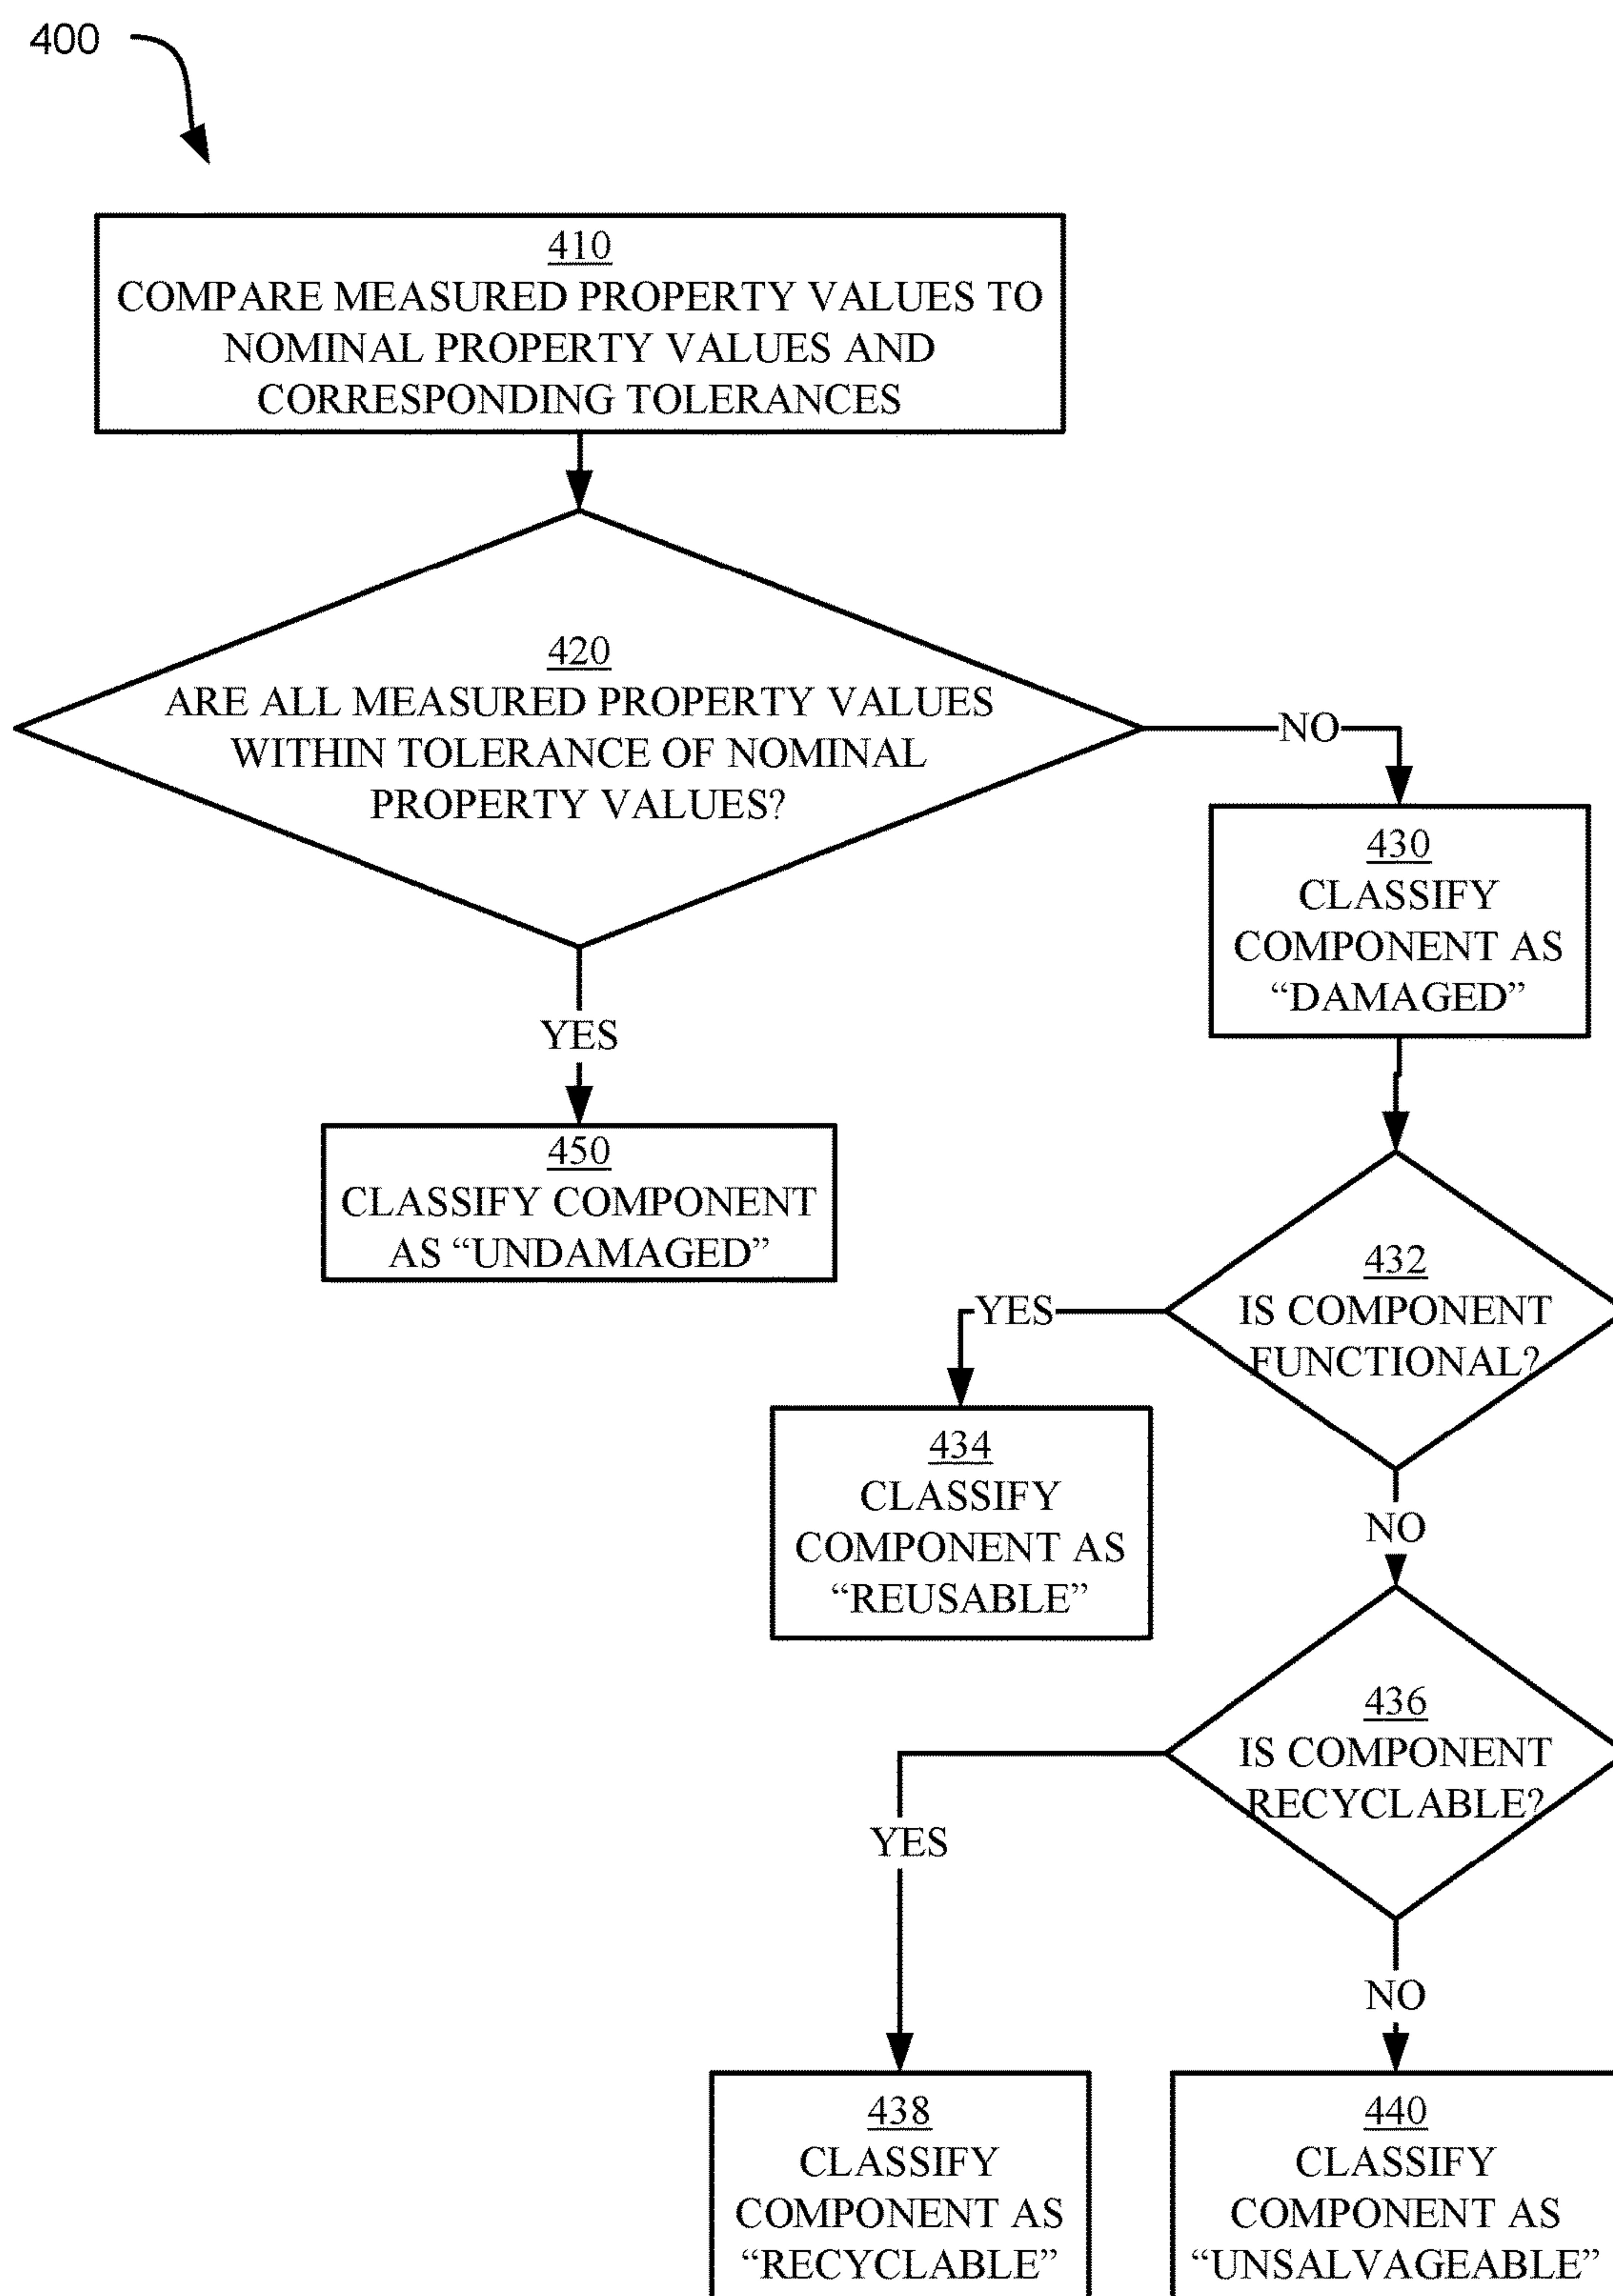 400
410
COMPARE MEASURED PROPERTY VALUES TO
NOMINAL PROPERTY VALUES AND
CORRESPONDING TOLERANCES
420
ARE ALL MEASURED PROPERTY VALUES
WITHIN TOLERANCE OF NOMINAL
PROPERTY VALUES?
NO
430
CLASSIFY
COMPONENT AS
“DAMAGED”
YES
450
CLASSIFY COMPONENT
AS “UNDAMAGED”
432
IS COMPONENT
FUNCTIONAL?
YES
434
CLASSIFY
COMPONENT AS
“REUSABLE”
NO
436
IS COMPONENT
RECYCLABLE?
YES
NO
438
CLASSIFY
COMPONENT AS
“RECYCLABLE”
440
CLASSIFY
COMPONENT AS
“UNSALVAGEABLE”